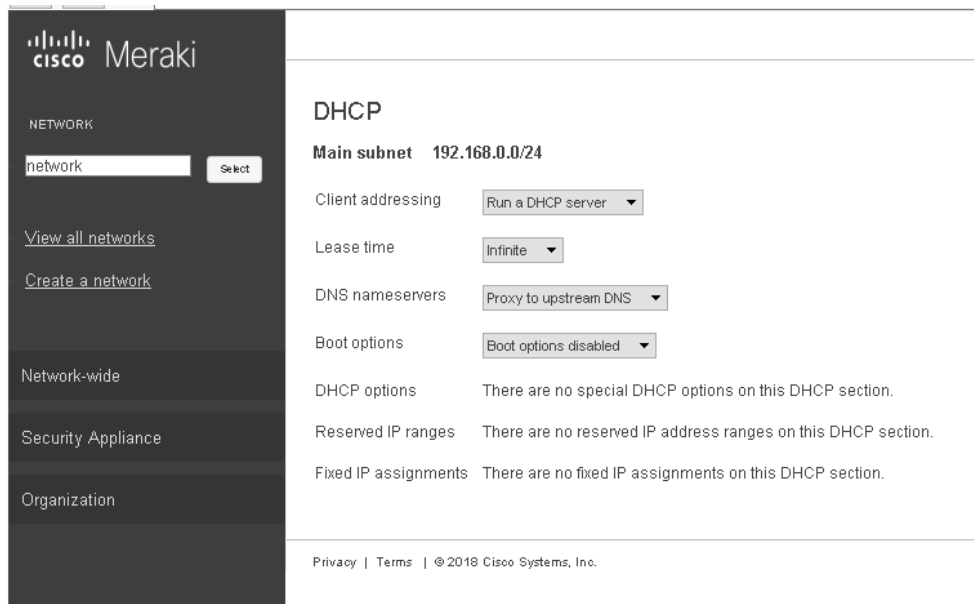 cisco Meraki
NETWORK
network Select
View all networks
Create a network
Network-wide
Security Appliance
Organization
DHCP
Main subnet 192.168.0.0/24
Client addressing Run a DHCP server
Lease time Infinite
DNS nameservers Proxy to upstream DNS
Boot options Boot options disabled
DHCP options There are no special DHCP options on this DHCP section.
Reserved IP ranges There are no reserved IP address ranges on this DHCP section.
Fixed IP assignments There are no fixed IP assignments on this DHCP section.
Privacy | Terms | © 2018 Cisco Systems, Inc.